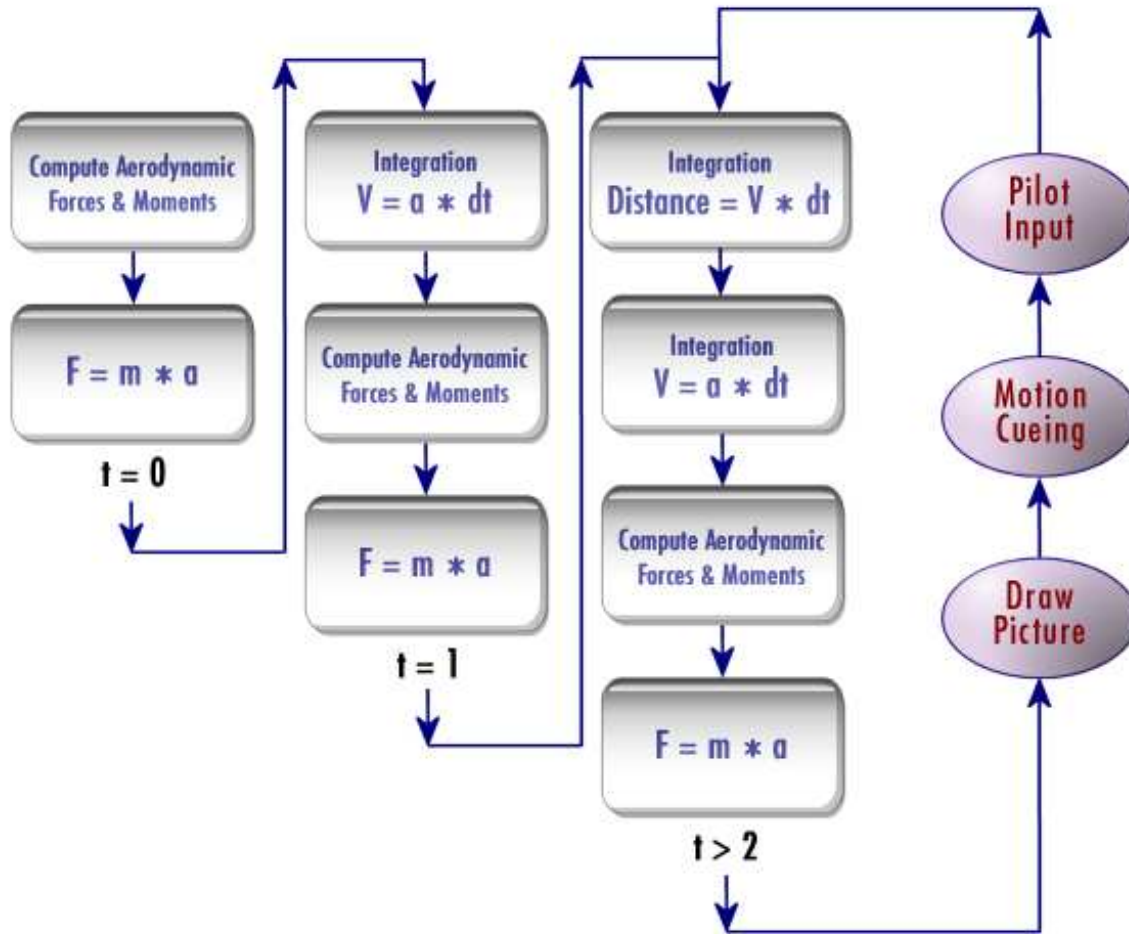 Compute Aerodynamic
Forces & Moments
F = m * a
t = 0
Integration
V = a * dt
Compute Aerodynamic
Forces & Moments
F = m * a
t = 1
Integration
Distance = V * dt
Integration
V = a * dt
Compute Aerodynamic
Forces & Moments
F = m * a
t > 2
Pilot
Input
Motion
Cueing
Draw
Picture